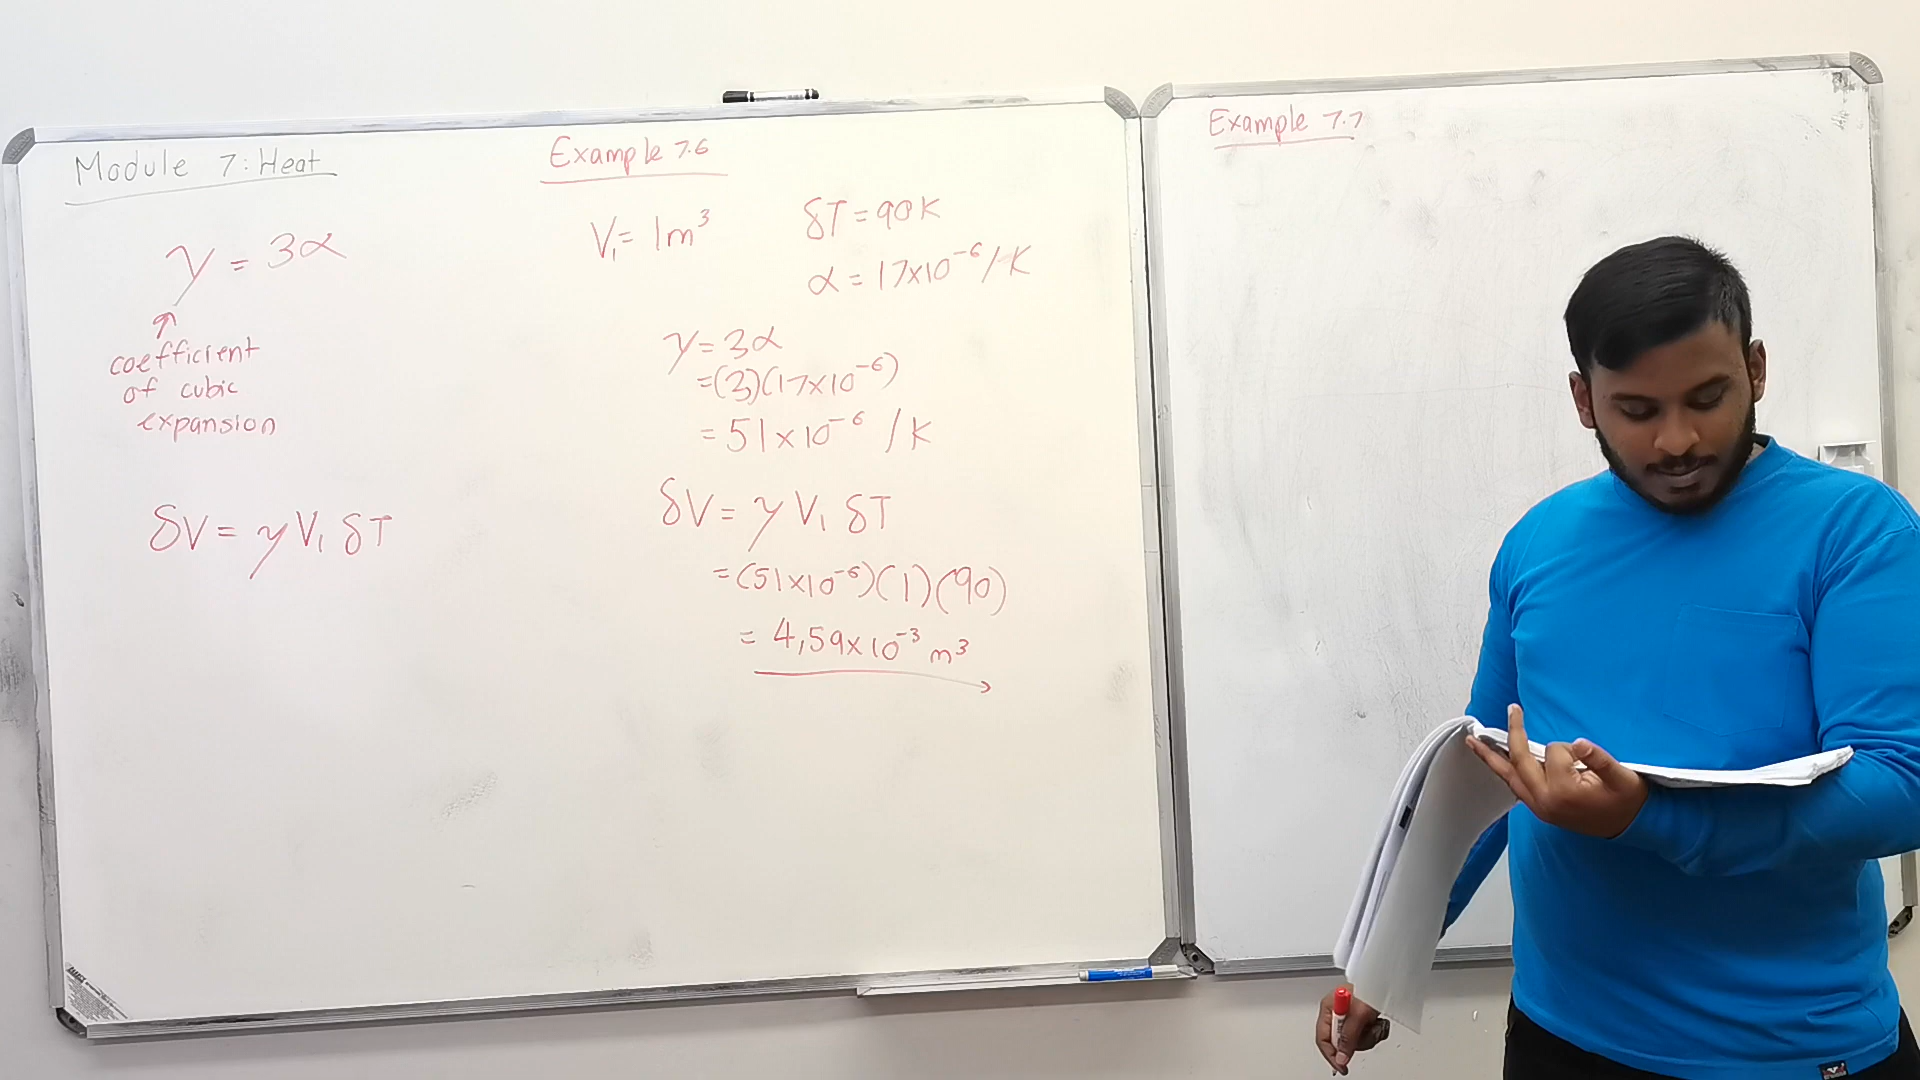 Module 7: Heat
γ = 3α
coefficient
of cubic
expansion
δV = γ V₁ δT
Example 7.6
V₁ = 1m³
δT = 90K
α = 17x10⁻⁶/K
γ = 3α
=(3)(17x10⁻⁶)
= 51x10⁻⁶ /K
δV = γ V₁ δT
=(51x10⁻⁶)(1)(90)
= 4,59x10⁻³ m³
Example 7.7